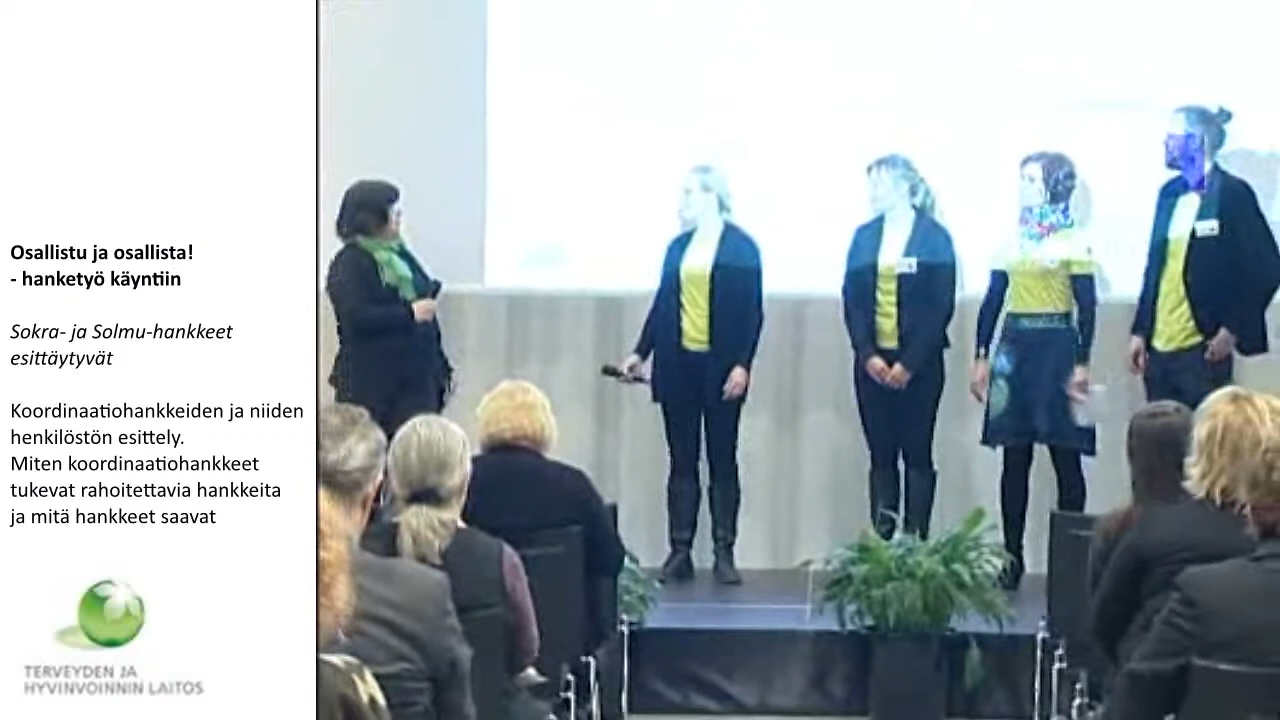 Osallistu ja osallista!
- hanketyö käyntiin
Sokra- ja Solmu-hankkeet
esittäytyvät
Koordinaatiohankkeiden ja niiden
henkilöstön esittely.
Miten koordinaatiohankkeet
tukevat rahoitettavia hankkeita
ja mitä hankkeet saavat
TERVEYDEN JA
HYVINVOINNIN LAITOS